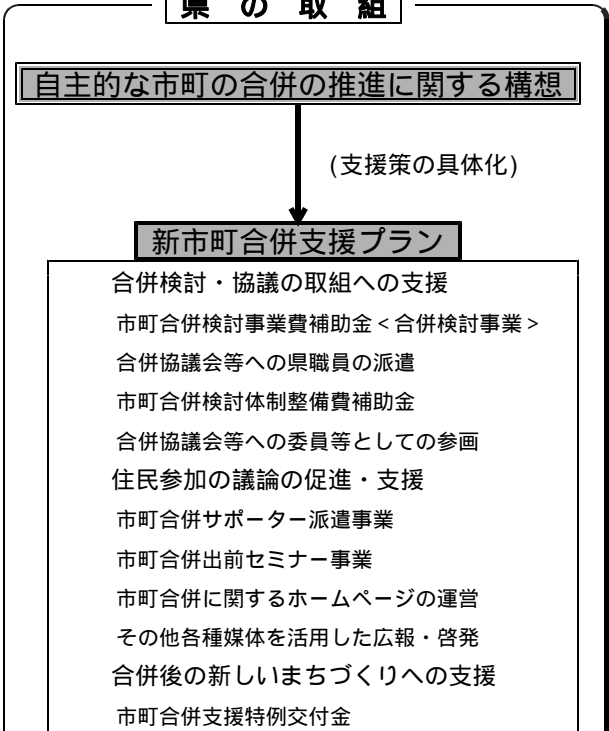 県 の 取 組
自主的な市町の合併の推進に関する構想
(支援策の具体化)
新市町合併支援プラン
合併検討・協議の取組への支援
市町合併検討事業費補助金<合併検討事業>
合併協議会等への県職員の派遣
市町合併検討体制整備費補助金
合併協議会等への委員等としての参画
住民参加の議論の促進・支援
市町合併サポーター派遣事業
市町合併出前セミナー事業
市町合併に関するホームページの運営
その他各種媒体を活用した広報・啓発
合併後の新しいまちづくりへの支援
市町合併支援特例交付金